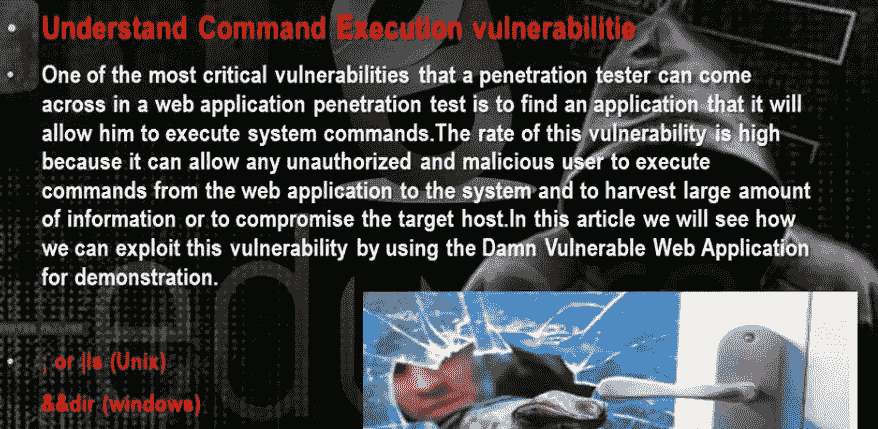 Understand Command Execution vulnerabilitie
One of the most critical vulnerabilities that a penetration tester can come
across in a web application penetration test is to find an application that it will
allow him to execute system commands.The rate of this vulnerability is high
because it can allow any unauthorized and malicious user to execute
commands from the web application to the system and to harvest large amount
of information or to compromise the target host.In this article we will see how
we can exploit this vulnerability by using the Damn Vulnerable Web Application
for demonstration.
; or |ls (Unix)
&&dir (windows)